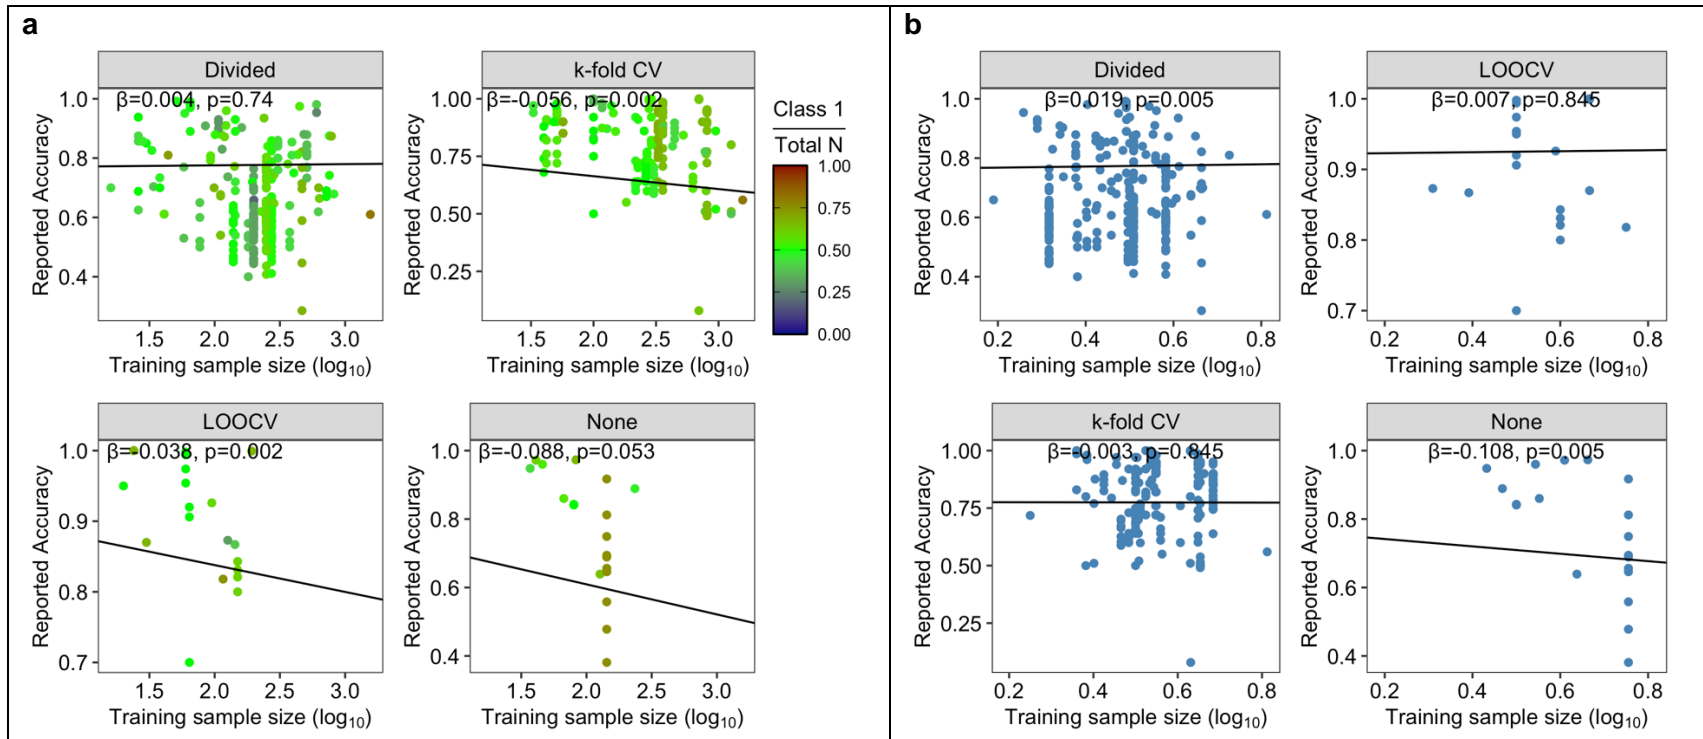 a
Divided
β=0.004, p=0.74
1.0
0.8
0.6
0.4
Reported Accuracy
1.5 2.0 2.5 3.0
Training sample size (log10)
k-fold CV
β=-0.056, p=0.002
1.00
0.75
0.50
0.25
Reported Accuracy
1.5 2.0 2.5 3.0
Training sample size (log10)
Class 1
Total N
1.00
0.75
0.50
0.25
0.00
LOOCV
β=-0.038, p=0.002
1.0
0.9
0.8
0.7
Reported Accuracy
1.5 2.0 2.5 3.0
Training sample size (log10)
None
β=-0.088, p=0.053
1.0
0.8
0.6
0.4
Reported Accuracy
1.5 2.0 2.5 3.0
Training sample size (log10)
b
Divided
β=0.019, p=0.005
1.0
0.8
0.6
0.4
Reported Accuracy
0.2 0.4 0.6 0.8
Training sample size (log10)
LOOCV
β=0.007, p=0.845
1.0
0.9
0.8
0.7
Reported Accuracy
0.2 0.4 0.6 0.8
Training sample size (log10)
k-fold CV
β=-0.003, p=0.845
1.00
0.75
0.50
0.25
Reported Accuracy
0.2 0.4 0.6 0.8
Training sample size (log10)
None
β=-0.108, p=0.005
1.0
0.8
0.6
0.4
Reported Accuracy
0.2 0.4 0.6 0.8
Training sample size (log10)